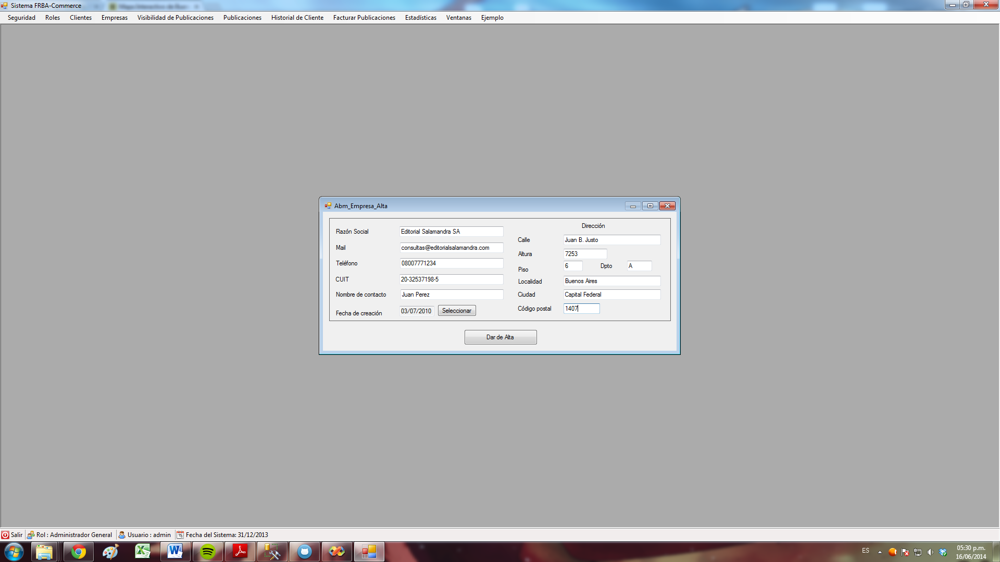 Sistema FRBA-Commerce
Seguridad Roles Clientes Empresas Visibilidad de Publicaciones Publicaciones Historial de Cliente Facturar Publicaciones Estadísticas Ventanas Ejemplo
Abm_Empresa_Alta
Razón Social Editorial Salamandra SA
Mail consultas@editorialsalamandra.com
Teléfono 08007771234
CUIT 20-32537198-5
Nombre de contacto Juan Perez
Fecha de creación 03/07/2010 Seleccionar
Dirección
Calle Juan B. Justo
Altura 7253
Piso 6 Dpto A
Localidad Buenos Aires
Ciudad Capital Federal
Código postal 1407
Dar de Alta
Salir Rol : Administrador General Usuario : admin Fecha del Sistema: 31/12/2013
ES 05:30 p.m.
16/06/2014